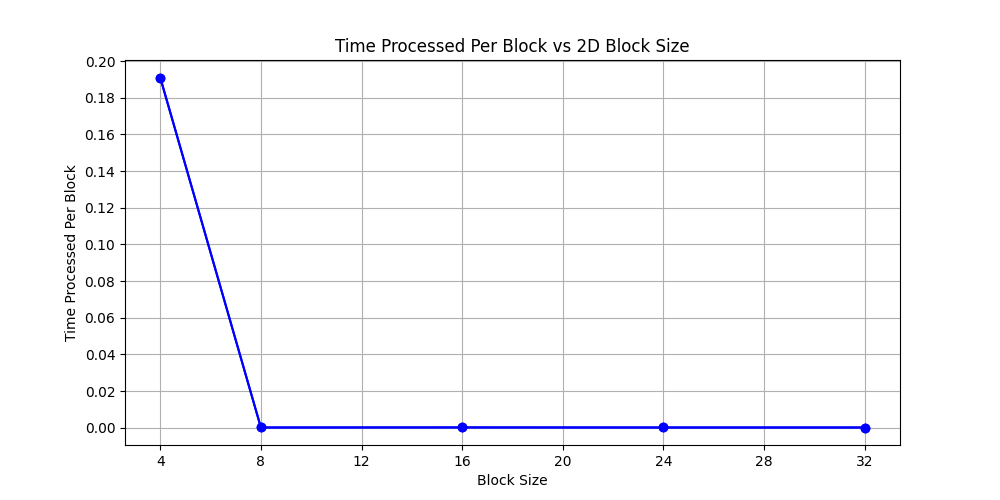 Time Processed Per Block vs 2D Block Size
Time Processed Per Block
0.20
0.18
0.16
0.14
0.12
0.10
0.08
0.06
0.04
0.02
0.00
4 8 12 16 20 24 28 32
Block Size